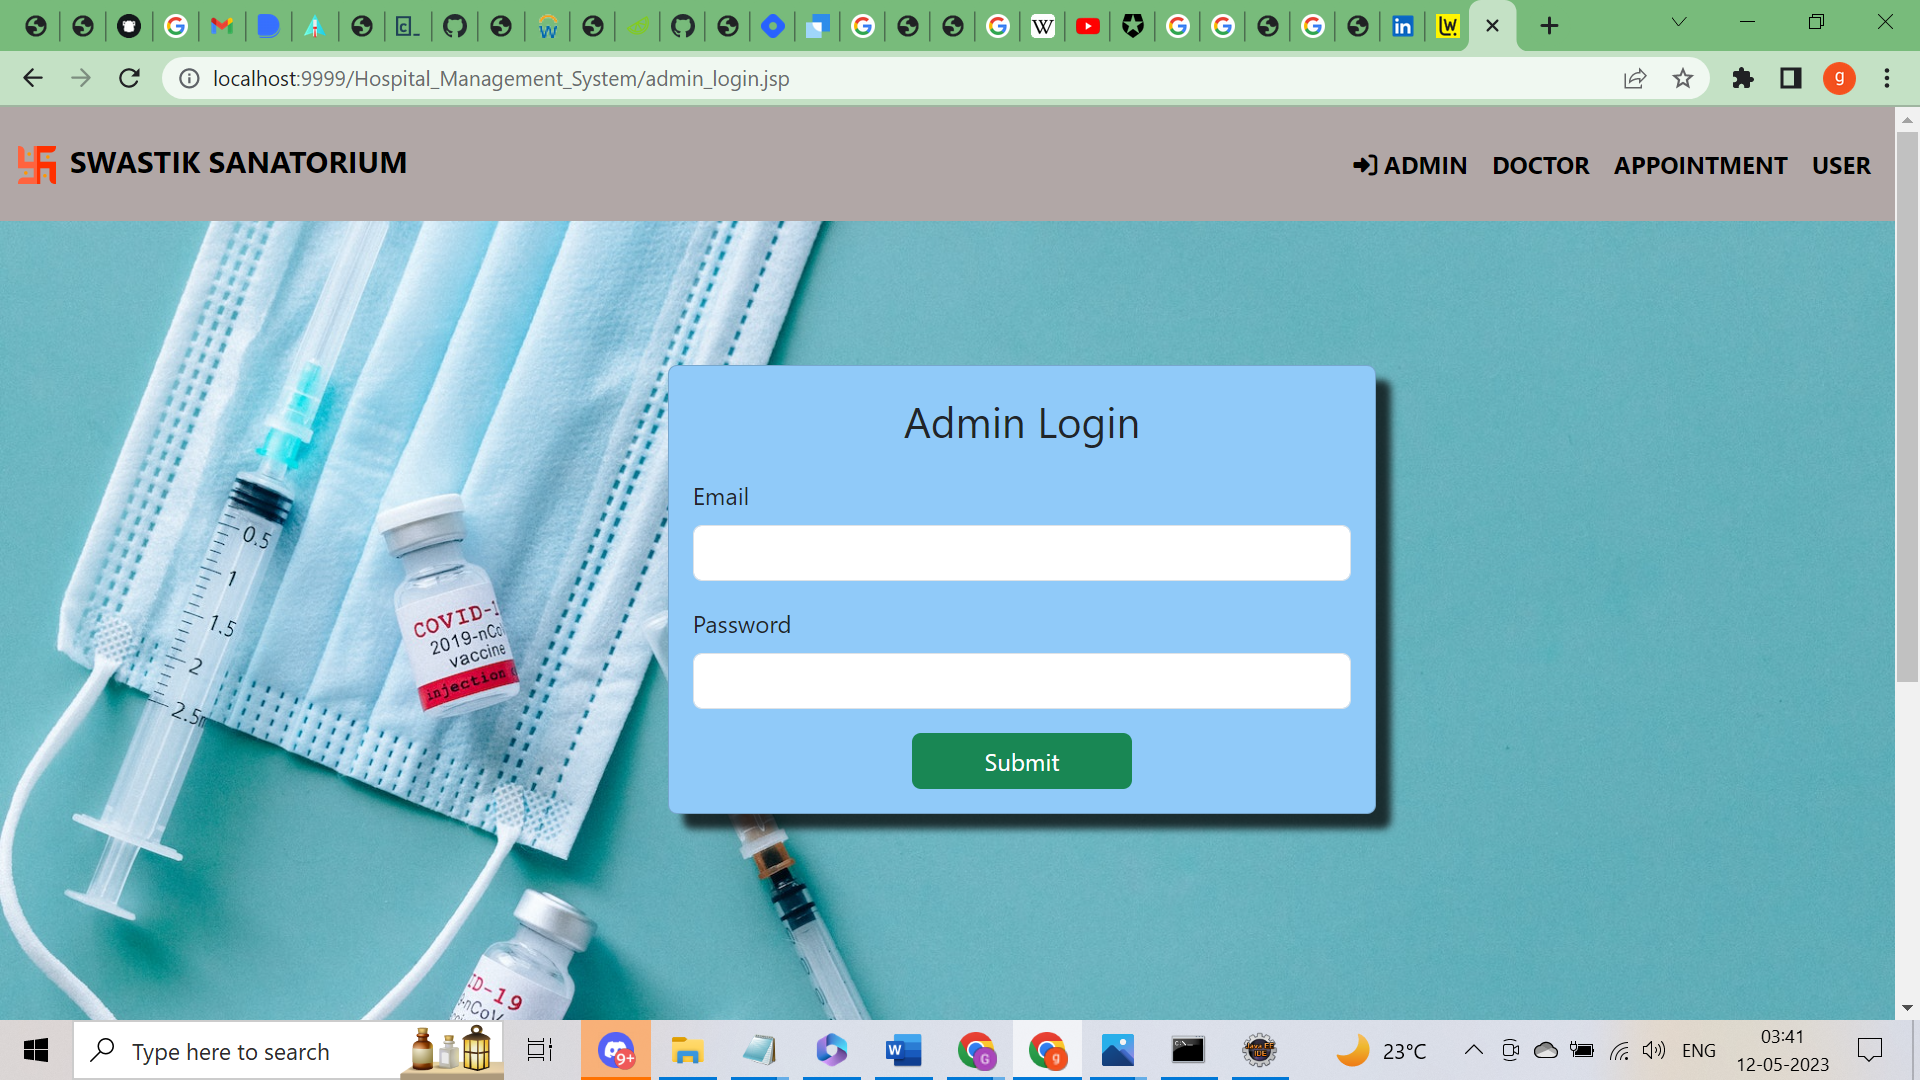 localhost:9999/Hospital_Management_System/admin_login.jsp
g
SWASTIK SANATORIUM
ADMIN DOCTOR APPOINTMENT USER
Admin Login
Email
Password
Submit
0.5
1
1.5
2
2.5
COVID-1
2019-nCo
vaccine
injection
ID-19
-nCoV
Type here to search
9+
G
g
23°C
ENG
03:41
12-05-2023